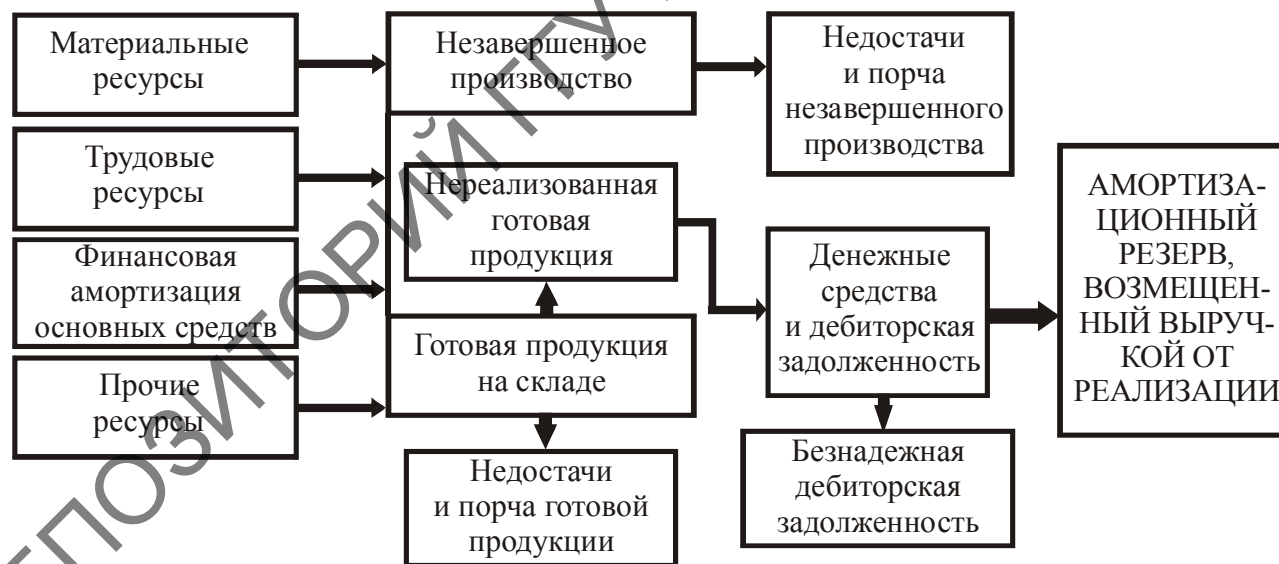 Материальные
ресурсы
Незавершенное
производство
Недостачи
и порча
незавершенного
производства
Трудовые
ресурсы
Нереализованная
готовая
продукция
АМОРТИЗА-
ЦИОННЫЙ
РЕЗЕРВ,
ВОЗМЕЩЕН-
НЫЙ ВЫРУЧ-
КОЙ ОТ
РЕАЛИЗАЦИИ
Финансовая
амортизация
основных средств
Денежные
средства
и дебиторская
задолженность
Готовая продукция
на складе
Прочие
ресурсы
Недостачи
и порча готовой
продукции
Безнадежная
дебиторская
задолженность
ЕПОЗИТОРИЙ ГГУ